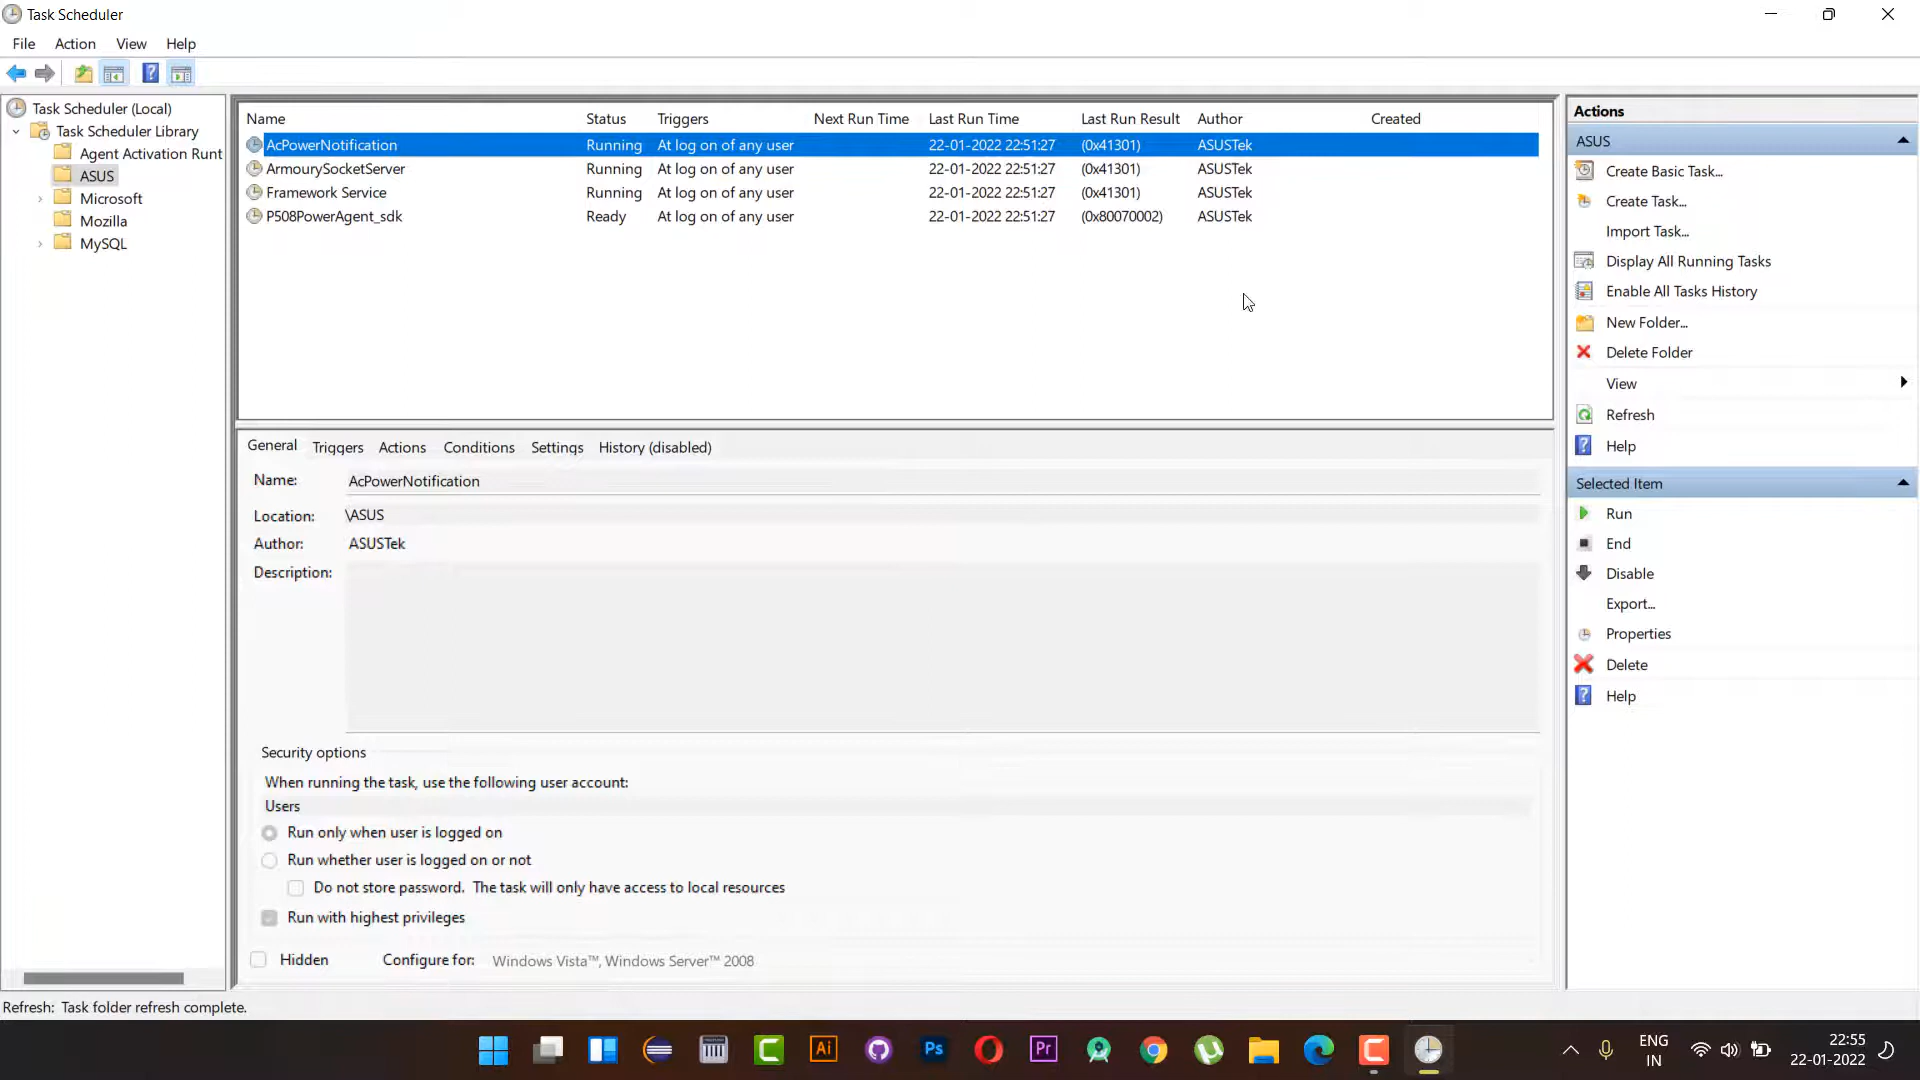 Task Scheduler
File Action View Help
Task Scheduler (Local)
Task Scheduler Library
Agent Activation Runt
ASUS
Microsoft
Mozilla
MySQL
Name Status Triggers Next Run Time Last Run Time Last Run Result Author Created
AcPowerNotification Running At log on of any user 22-01-2022 22:51:27 (0x41301) ASUSTek
ArmourySocketServer Running At log on of any user 22-01-2022 22:51:27 (0x41301) ASUSTek
Framework Service Running At log on of any user 22-01-2022 22:51:27 (0x41301) ASUSTek
P508PowerAgent_sdk Ready At log on of any user 22-01-2022 22:51:27 (0x80070002) ASUSTek
General Triggers Actions Conditions Settings History (disabled)
Name: AcPowerNotification
Location: \ASUS
Author: ASUSTek
Description:
Security options
When running the task, use the following user account:
Users
Run only when user is logged on
Run whether user is logged on or not
Do not store password. The task will only have access to local resources
Run with highest privileges
Hidden Configure for: Windows Vista™, Windows Server™ 2008
Actions
ASUS
Create Basic Task...
Create Task...
Import Task...
Display All Running Tasks
Enable All Tasks History
New Folder...
Delete Folder
View
Refresh
Help
Selected Item
Run
End
Disable
Export...
Properties
Delete
Help
Refresh: Task folder refresh complete.
Ai Ps Pr
ENG
IN
22:55
22-01-2022